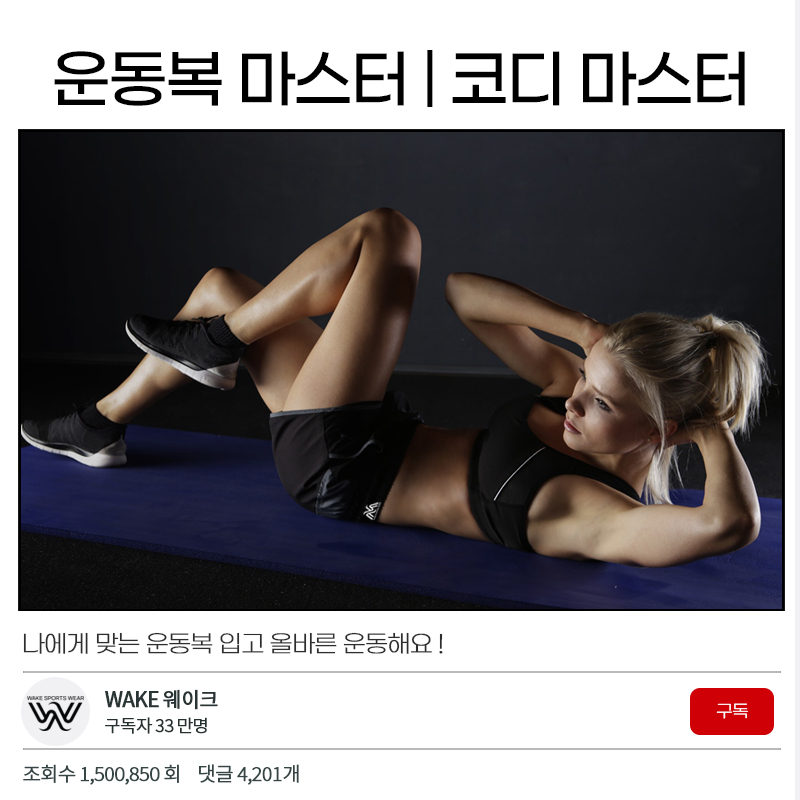 운동복 마스터 | 코디 마스터
나에게 맞는 운동복 입고 올바른 운동해요 !
WAKE SPORTS WEAR
W
WAKE 웨이크
구독자 33 만명
구독
조회수 1,500,850 회 댓글 4,201개